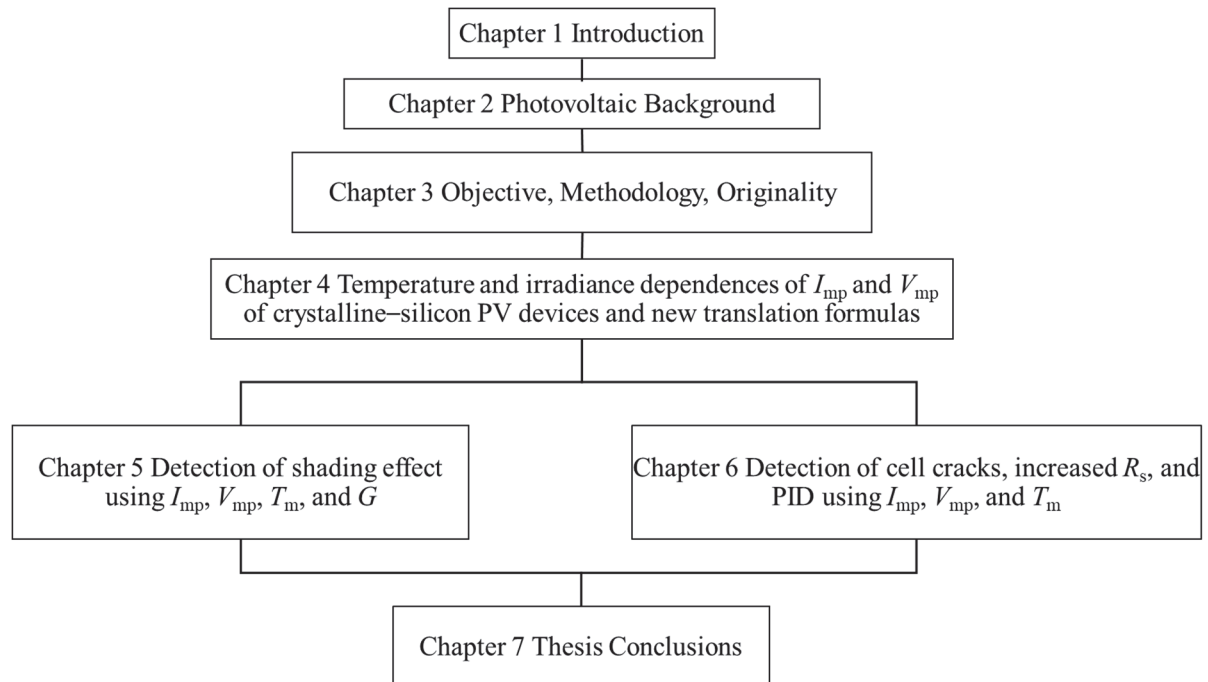 Chapter 1 Introduction
Chapter 2 Photovoltaic Background
Chapter 3 Objective, Methodology, Originality
Chapter 4 Temperature and irradiance dependences of Imp and Vmp
of crystalline–silicon PV devices and new translation formulas
Chapter 5 Detection of shading effect
using Imp, Vmp, Tm, and G
Chapter 6 Detection of cell cracks, increased Rs, and
PID using Imp, Vmp, and Tm
Chapter 7 Thesis Conclusions